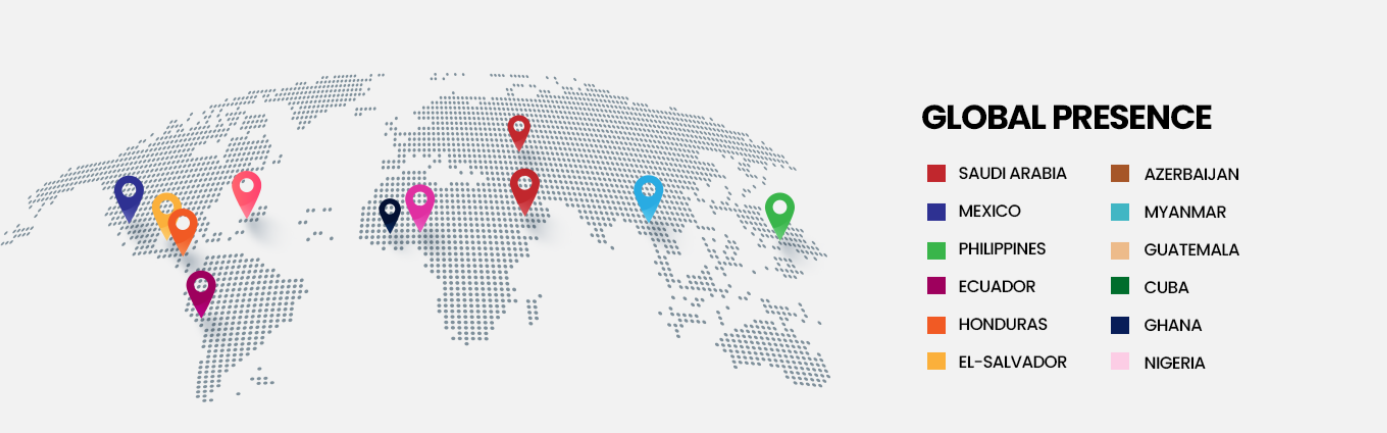 GLOBAL PRESENCE
SAUDI ARABIA
MEXICO
PHILIPPINES
ECUADOR
HONDURAS
EL-SALVADOR
AZERBAIJAN
MYANMAR
GUATEMALA
CUBA
GHANA
NIGERIA